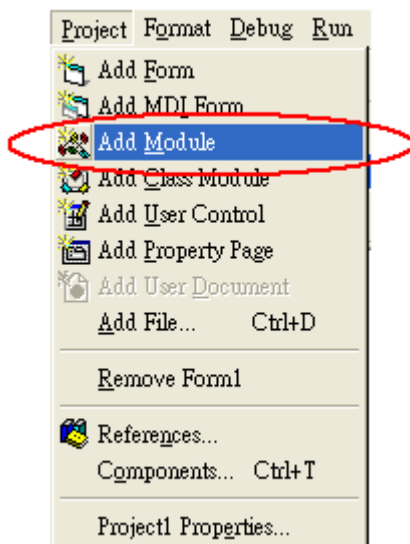 Project Format Debug Run
Add Form
Add MDI Form
Add Module
Add Class Module
Add User Control
Add Property Page
Add User Document
Add File... Ctrl+D
Remove Form1
References...
Components... Ctrl+T
Project1 Properties...